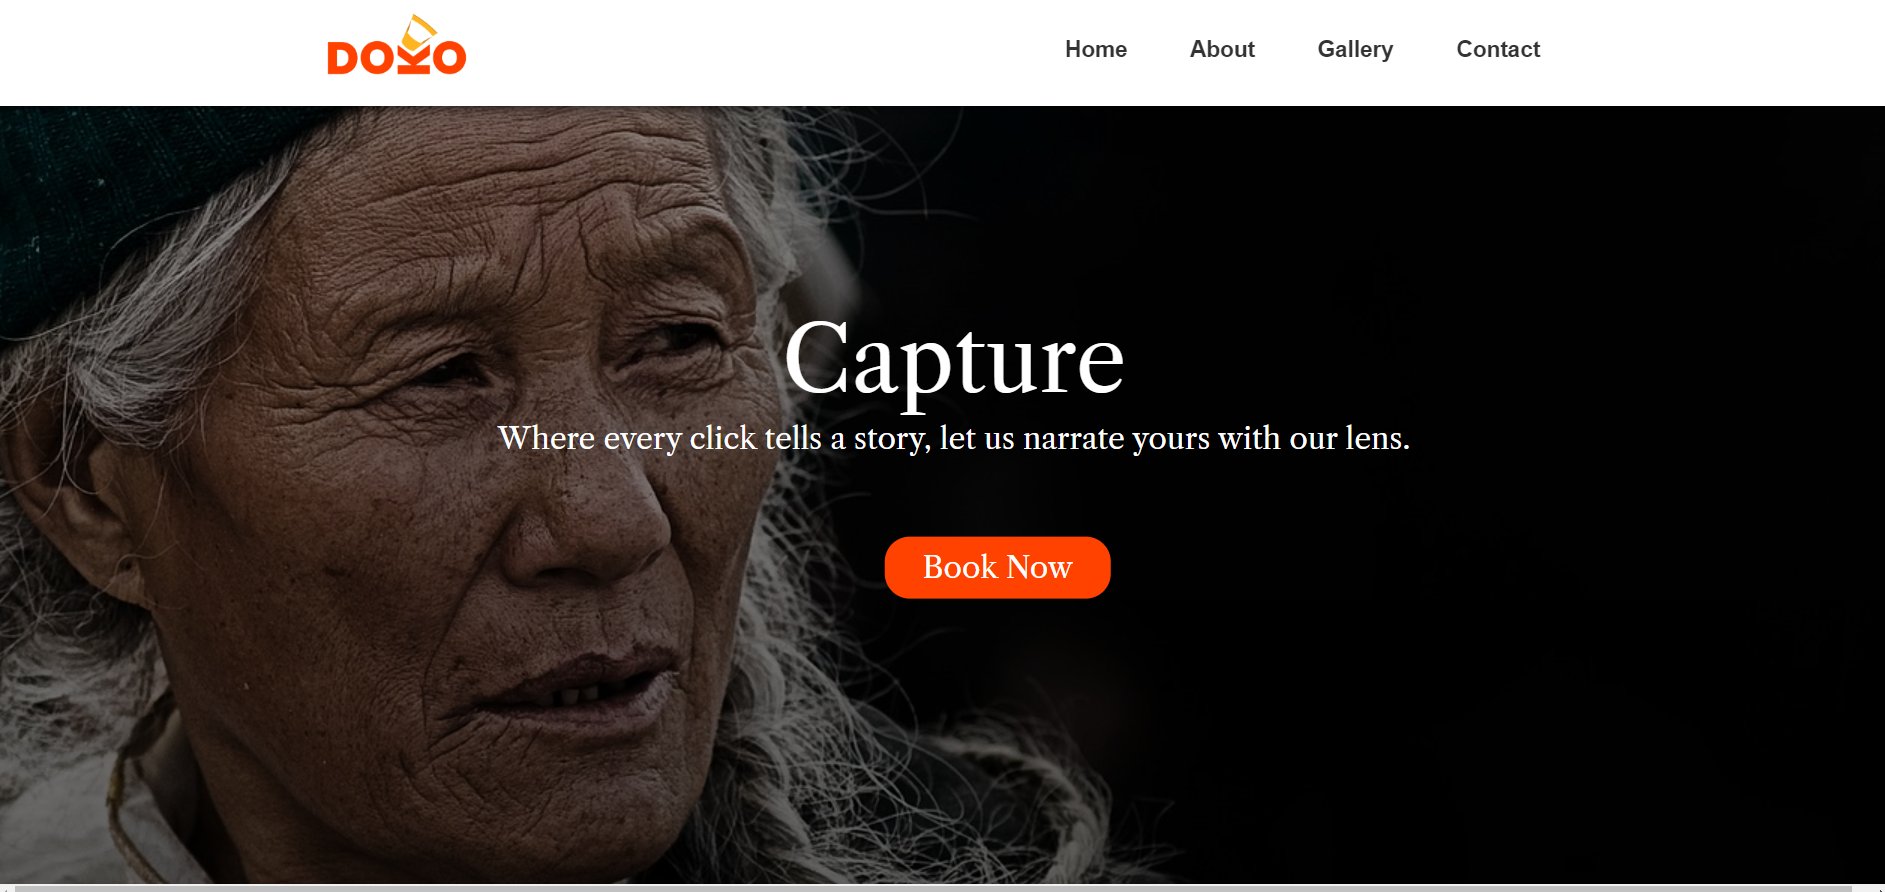 DOKO
Home
About
Gallery
Contact
Capture
Where every click tells a story, let us narrate yours with our lens.
Book Now